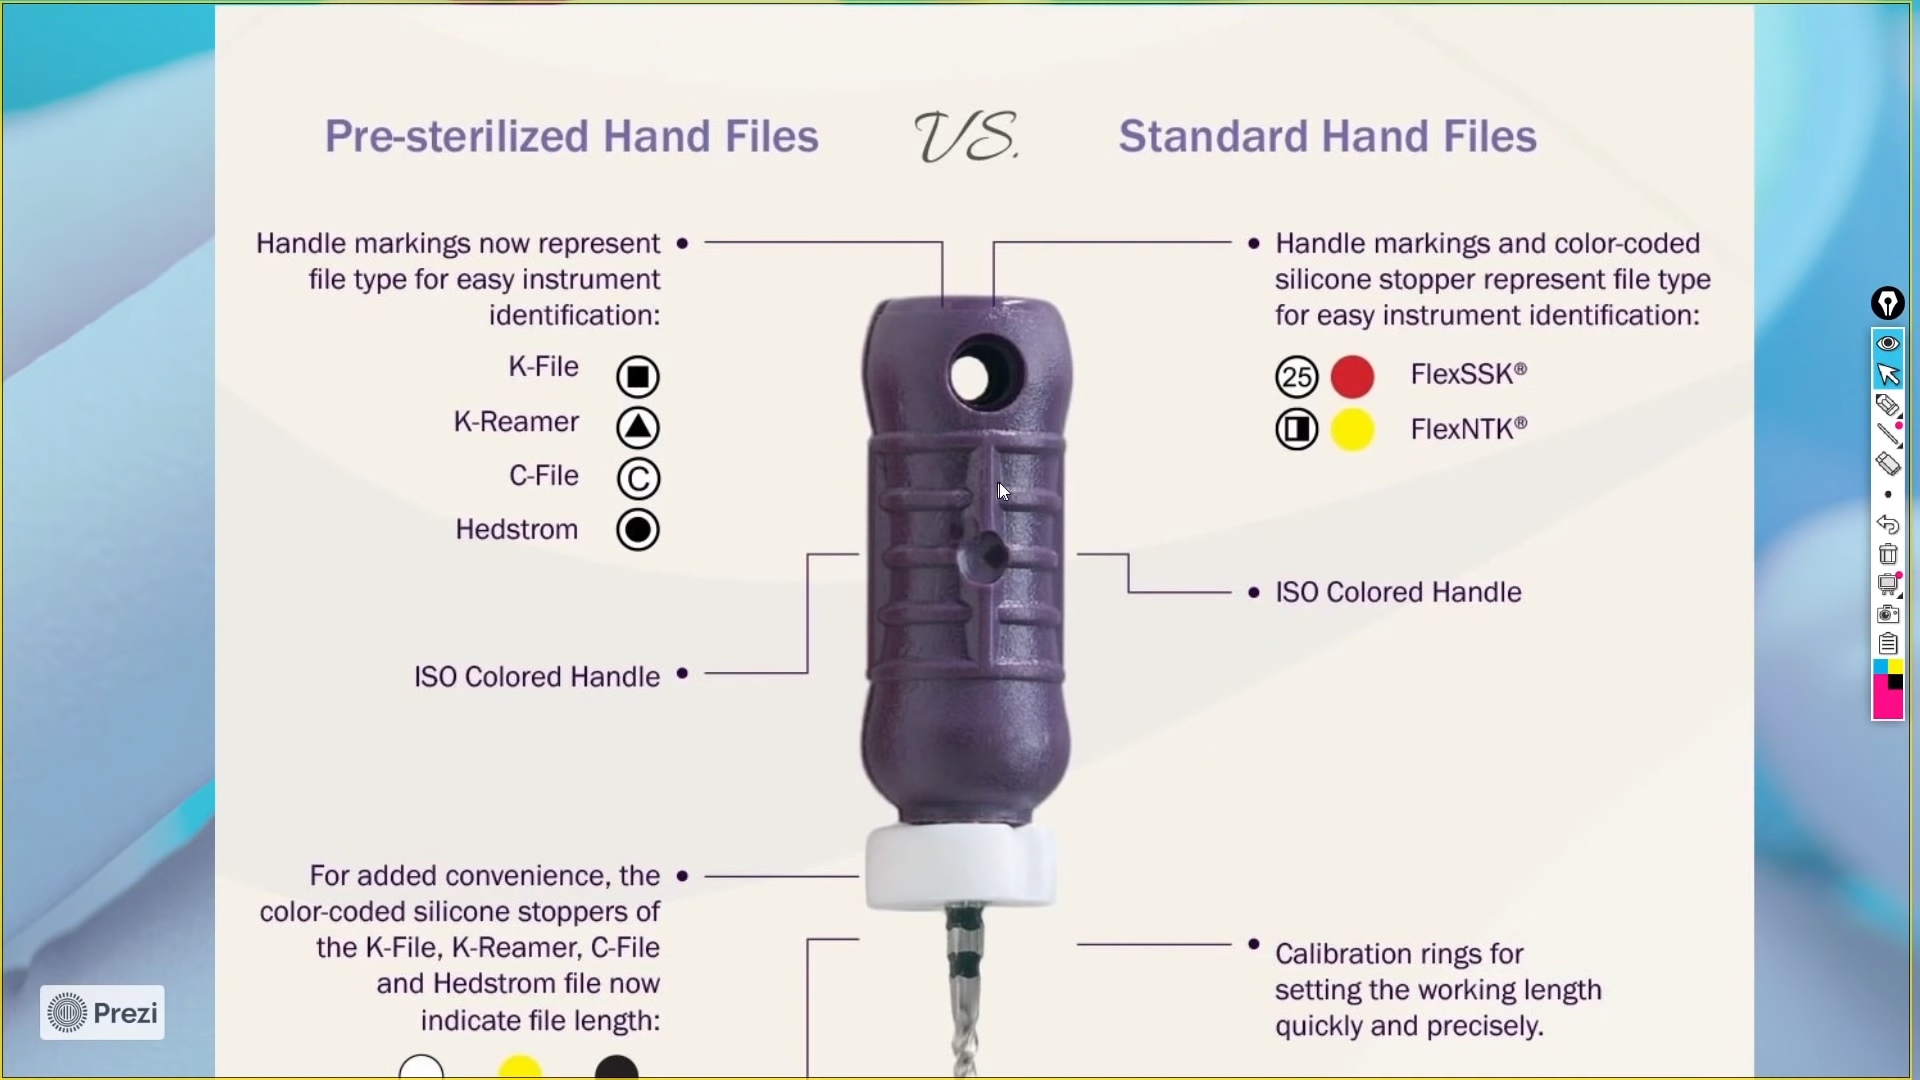 Pre-sterilized Hand Files
VS.
Standard Hand Files
Handle markings now represent
file type for easy instrument
identification:
K-File
K-Reamer
C-File
C
Hedstrom
ISO Colored Handle
For added convenience, the
color-coded silicone stoppers of
the K-File, K-Reamer, C-File
and Hedstrom file now
indicate file length:
Handle markings and color-coded
silicone stopper represent file type
for easy instrument identification:
25 FlexSSK®
FlexNTK®
ISO Colored Handle
Calibration rings for
setting the working length
quickly and precisely.
Prezi